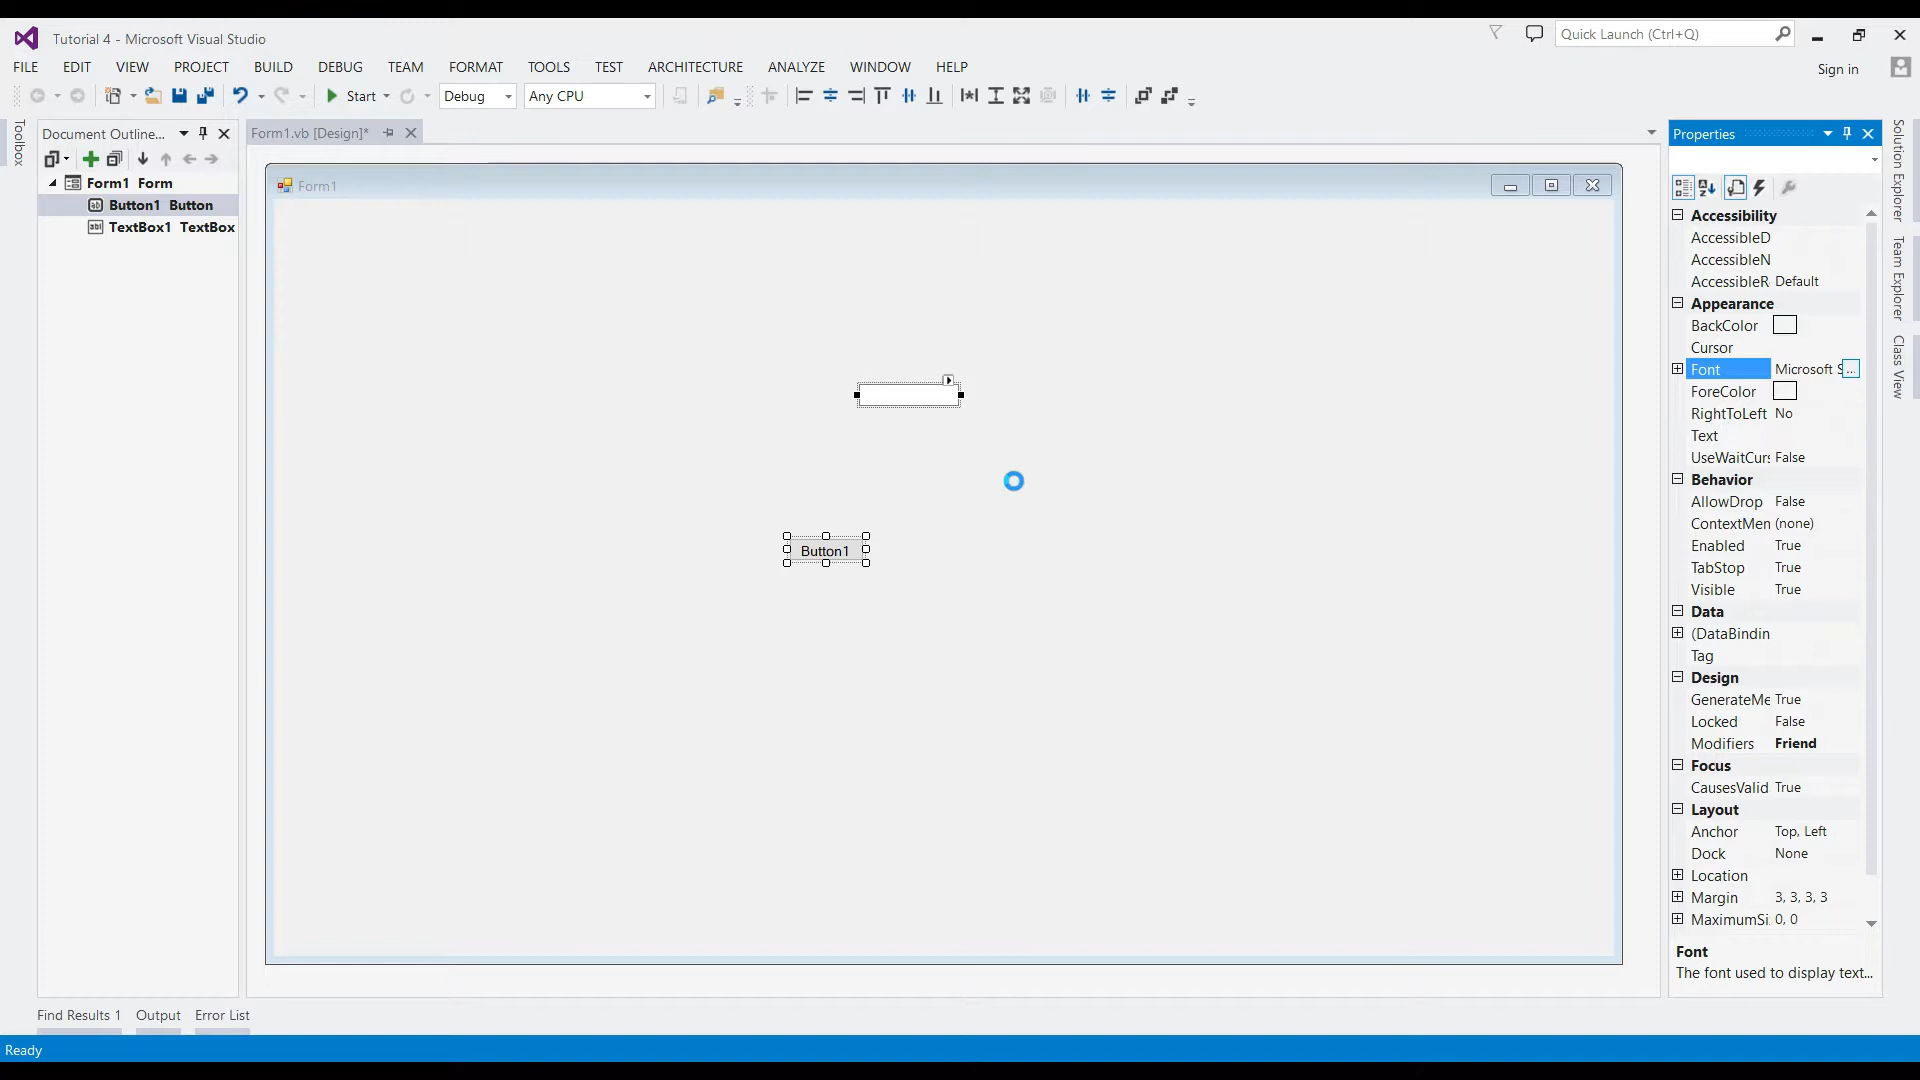 Tutorial 4 - Microsoft Visual Studio
Quick Launch (Ctrl+Q)
FILE EDIT VIEW PROJECT BUILD DEBUG TEAM FORMAT TOOLS TEST ARCHITECTURE ANALYZE WINDOW HELP
Sign in
Start Debug Any CPU
Toolbox
Document Outline...
Form1 Form
Button1 Button
TextBox1 TextBox
Form1.vb [Design]*
Form1
Button1
Properties
Accessibility
AccessibleD
AccessibleN
AccessibleR Default
Appearance
BackColor
Cursor
Font Microsoft S ...
ForeColor
RightToLeft No
Text
UseWaitCurs False
Behavior
AllowDrop False
ContextMen (none)
Enabled True
TabStop True
Visible True
Data
(DataBindin
Tag
Design
GenerateMe True
Locked False
Modifiers Friend
Focus
CausesValid True
Layout
Anchor Top, Left
Dock None
Location
Margin 3, 3, 3, 3
MaximumSi 0, 0
Font
The font used to display text...
Solution Explorer
Team Explorer
Class View
Find Results 1 Output Error List
Ready